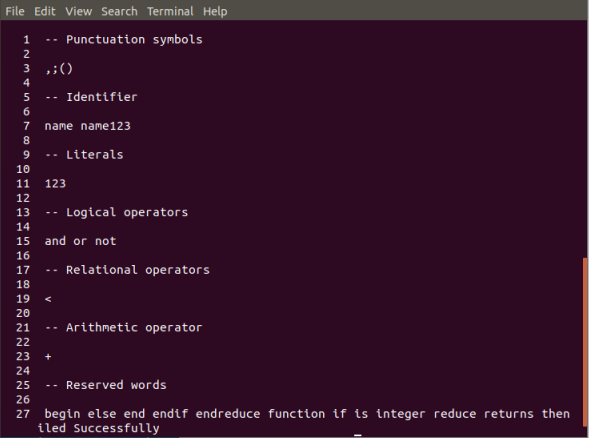 File Edit View Search Terminal Help
1 -- Punctuation symbols
2
3 ,;()
4
5 -- Identifier
6
7 name name123
8
9 -- Literals
10
11 123
12
13 -- Logical operators
14
15 and or not
16
17 -- Relational operators
18
19 <
20
21 -- Arithmetic operator
22
23 +
24
25 -- Reserved words
26
27 begin else end endif endreduce function if is integer reduce returns then
iled Successfully